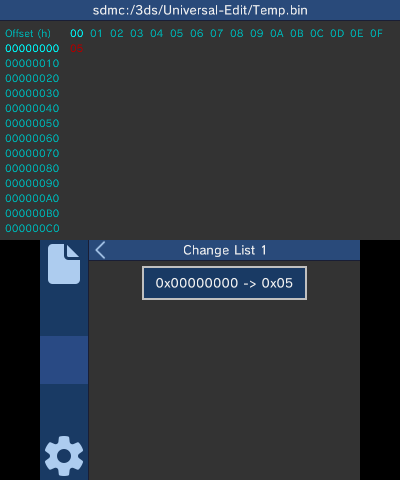 sdmc:/3ds/Universal-Edit/Temp.bin
Offset (h) 00 01 02 03 04 05 06 07 08 09 0A 0B 0C 0D 0E 0F
00000000
00000010
00000020
00000030
00000040
00000050
00000060
00000070
00000080
00000090
000000A0
000000B0
000000C0
Change List 1
0x00000000 -> 0x05